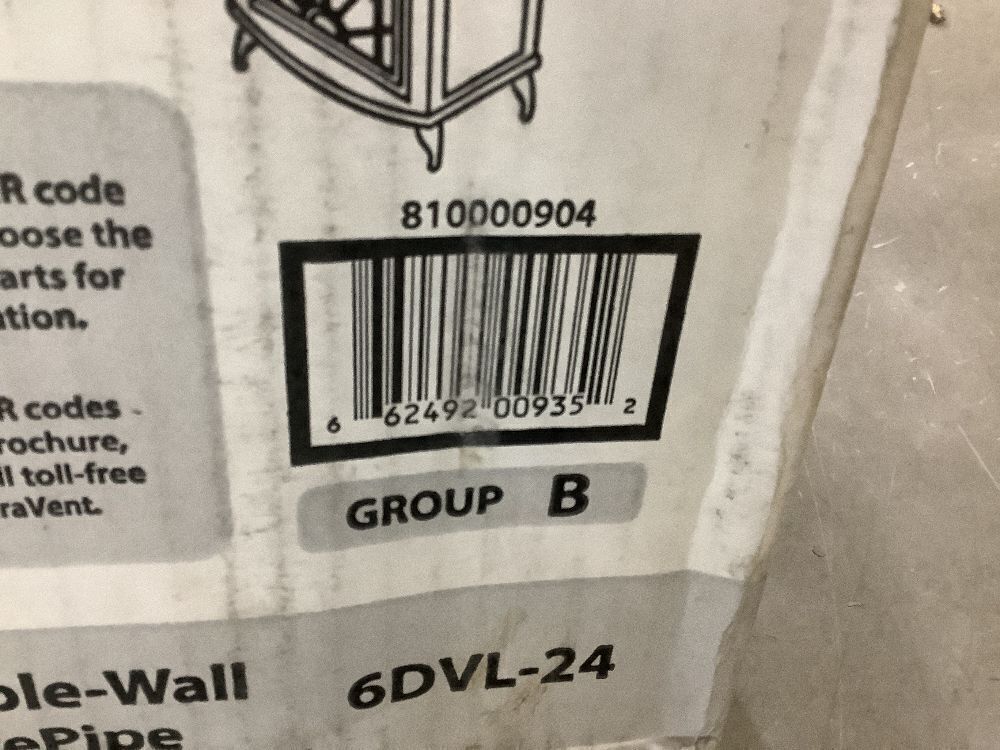 R code
oose the
arts for
ation.
R codes
rochure,
ll toll-free
raVent.
810000904
6 62492 00935 2
GROUP B
ble-Wall
ePipe
6DVL-24